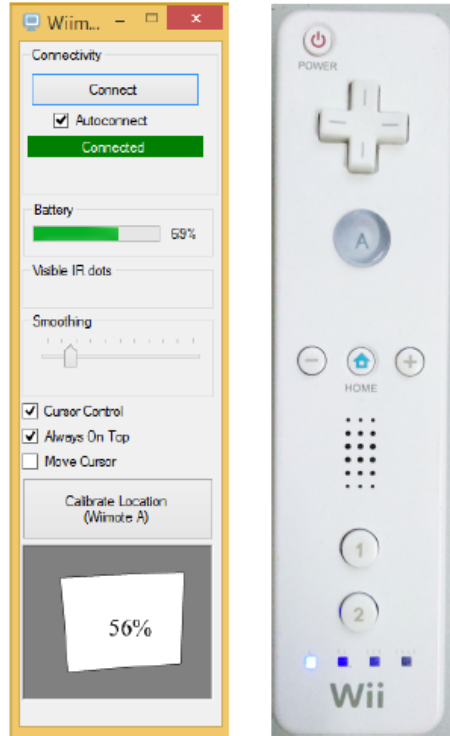 Wiim...
Connectivity
Connect
Autoconnect
Connected
Battery
69%
Visible IR dots
Smoothing
Cursor Control
Always On Top
Move Cursor
Calibrate Location
(Wiimote A)
56%
POWER
A
HOME
1
2
Wii